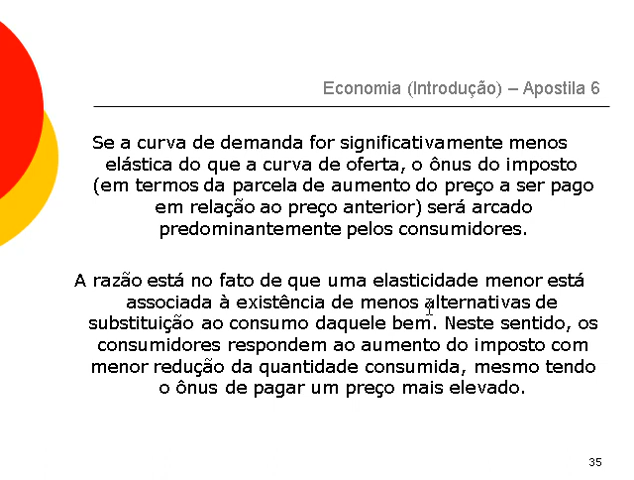 Economia (Introdução) – Apostila 6
Se a curva de demanda for significativamente menos
elástica do que a curva de oferta, o ônus do imposto
(em termos da parcela de aumento do preço a ser pago
em relação ao preço anterior) será arcado
predominantemente pelos consumidores.
A razão está no fato de que uma elasticidade menor está
associada à existência de menos alternativas de
substituição ao consumo daquele bem. Neste sentido, os
consumidores respondem ao aumento do imposto com
menor redução da quantidade consumida, mesmo tendo
o ônus de pagar um preço mais elevado.
35